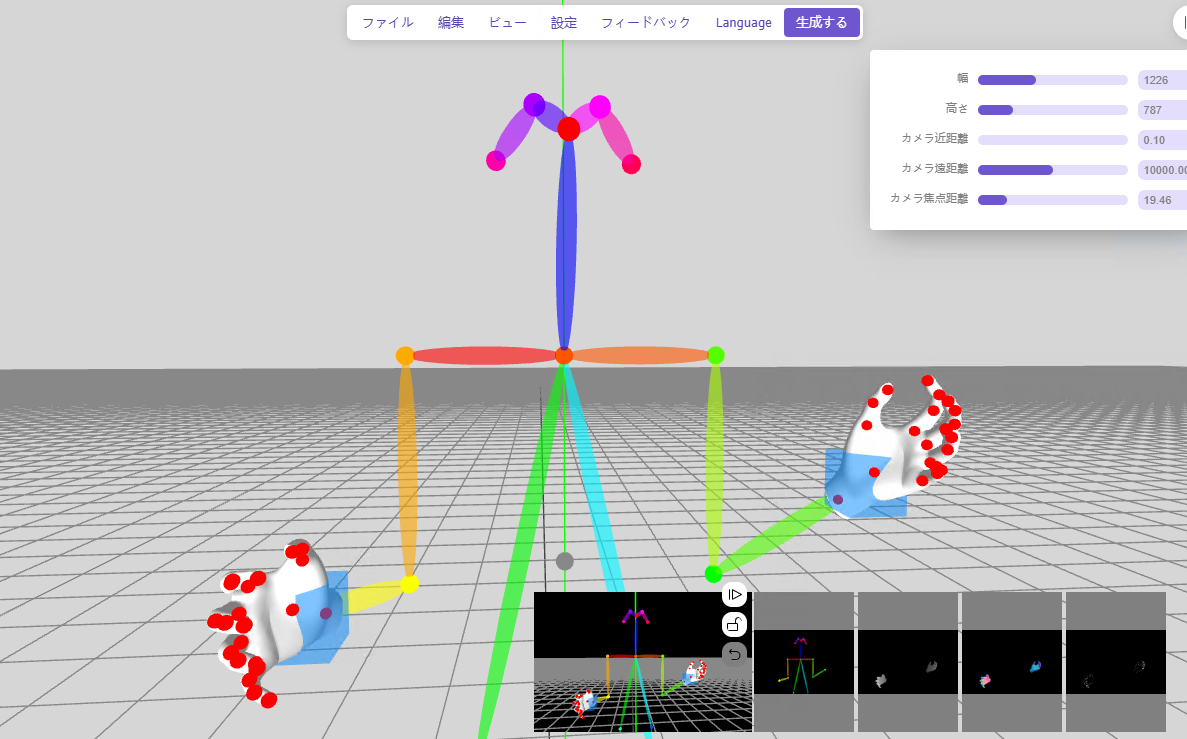 ファイル 編集 ビュー 設定 フィードバック Language 生成する
幅 1226
高さ 787
カメラ近距離 0.10
カメラ遠距離 10000.00
カメラ焦点距離 19.46